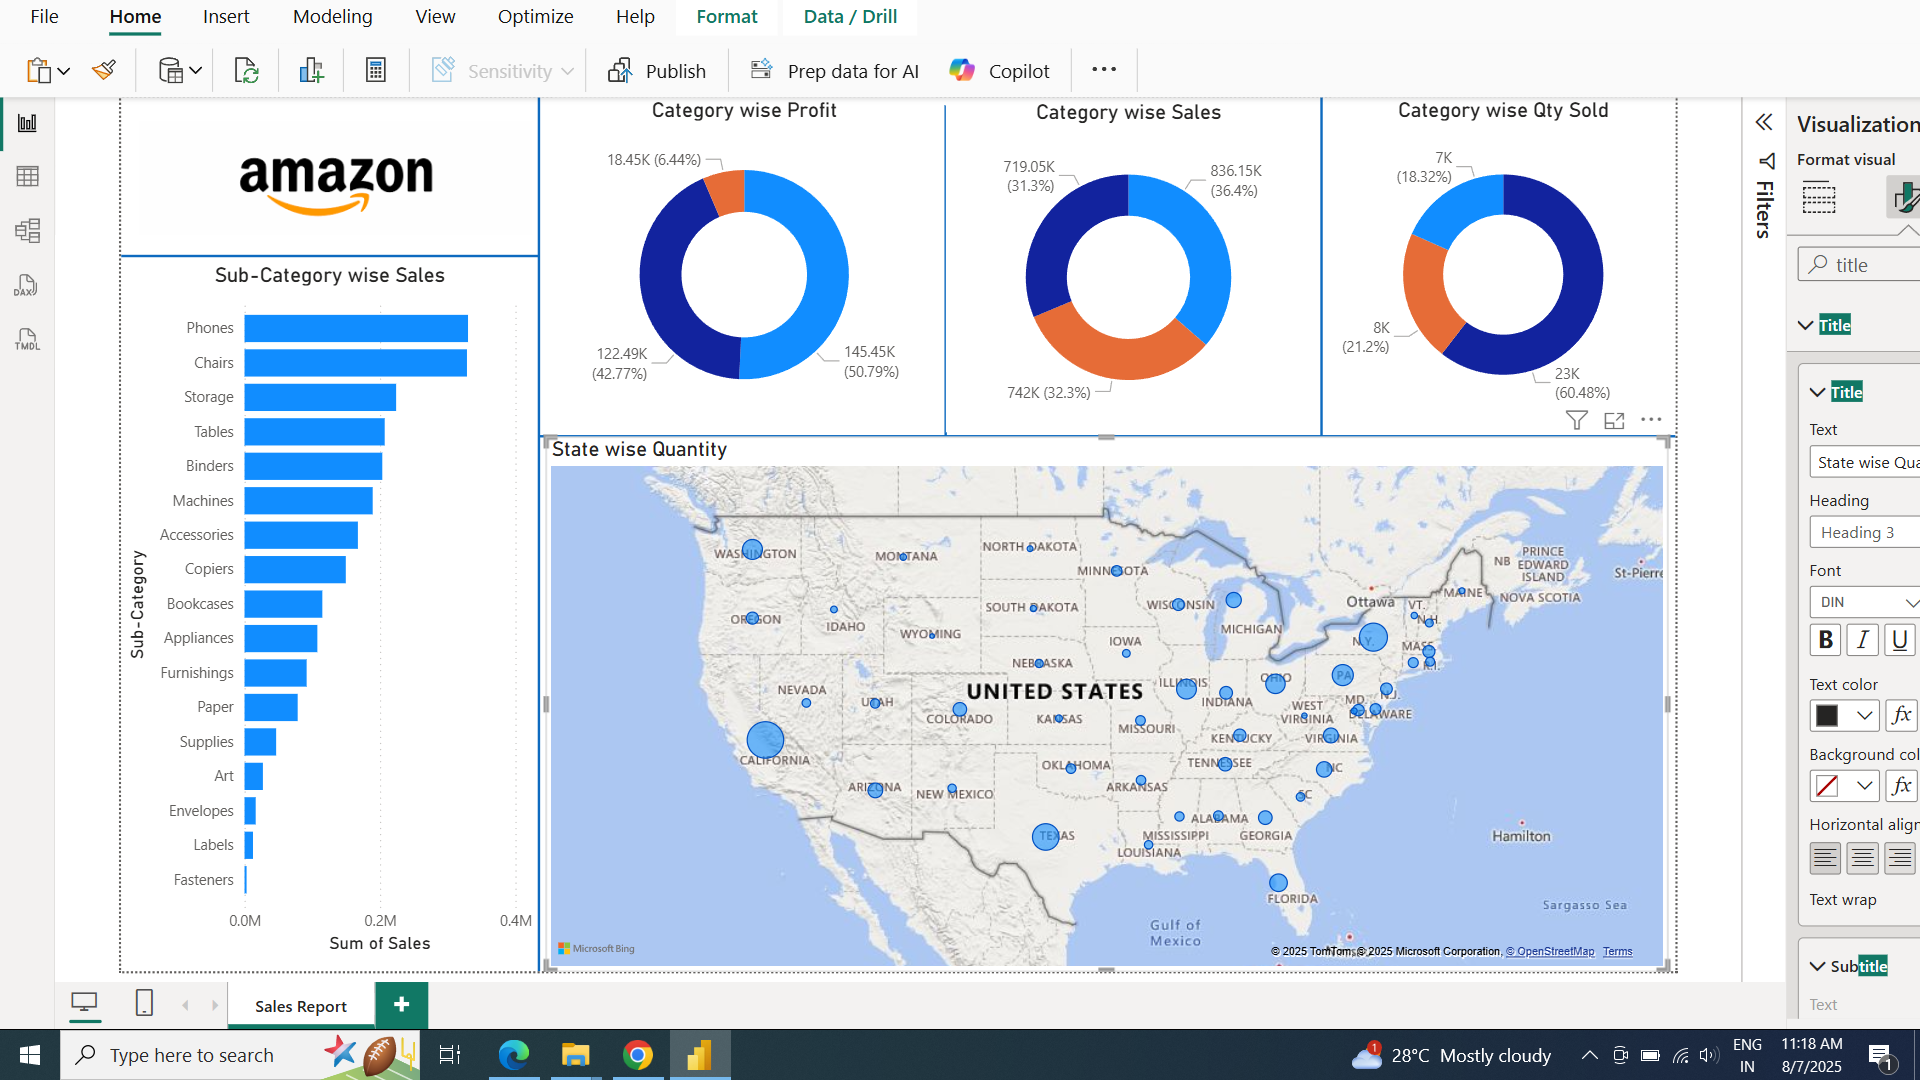 File Home Insert Modeling View Optimize Help Format Data / Drill
Sensitivity Publish Prep data for AI Copilot
amazon
Sub-Category wise Sales
Sub-Category
Phones
Chairs
Storage
Tables
Binders
Machines
Accessories
Copiers
Bookcases
Appliances
Furnishings
Paper
Supplies
Art
Envelopes
Labels
Fasteners
0.0M 0.2M 0.4M
Sum of Sales
Category wise Profit
18.45K (6.44%)
122.49K
(42.77%)
145.45K
(50.79%)
Category wise Sales
719.05K
(31.3%)
836.15K
(36.4%)
742K (32.3%)
Category wise Qty Sold
7K
(18.32%)
8K
(21.2%)
23K
(60.48%)
State wise Quantity
WASHINGTON
MONTANA
NORTH DAKOTA
MINNESOTA
OREGON
IDAHO
SOUTH DAKOTA
WISCONSIN
WYOMING
MICHIGAN
IOWA
NEBRASKA
Ottawa
VT.
N.H.
MAINE
NB
PRINCE
EDWARD
ISLAND
NOVA SCOTIA
St-Pierre
N.Y.
MASS.
R.I.
UNITED STATES
NEVADA
UTAH
COLORADO
KANSAS
MISSOURI
ILLINOIS
INDIANA
OHIO
PA
N.J.
MD.
DELAWARE
WEST
VIRGINIA
KENTUCKY
VIRGINIA
CALIFORNIA
OKLAHOMA
TENNESSEE
NC
ARIZONA
NEW MEXICO
ARKANSAS
SC
TEXAS
MISSISSIPPI
ALABAMA
GEORGIA
LOUISIANA
FLORIDA
Hamilton
Gulf of
Mexico
Sargasso Sea
Microsoft Bing
© 2025 TomTom, © 2025 Microsoft Corporation, © OpenStreetMap Terms
Filters
Visualization
Format visual
title
Title
Title
Text
State wise Qua
Heading
Heading 3
Font
DIN
B I U
Text color
fx
Background col
fx
Horizontal align
Text wrap
Subtitle
Text
DAX
TMDL
Sales Report +
Type here to search
1
28°C Mostly cloudy
ENG
IN
11:18 AM
8/7/2025
1